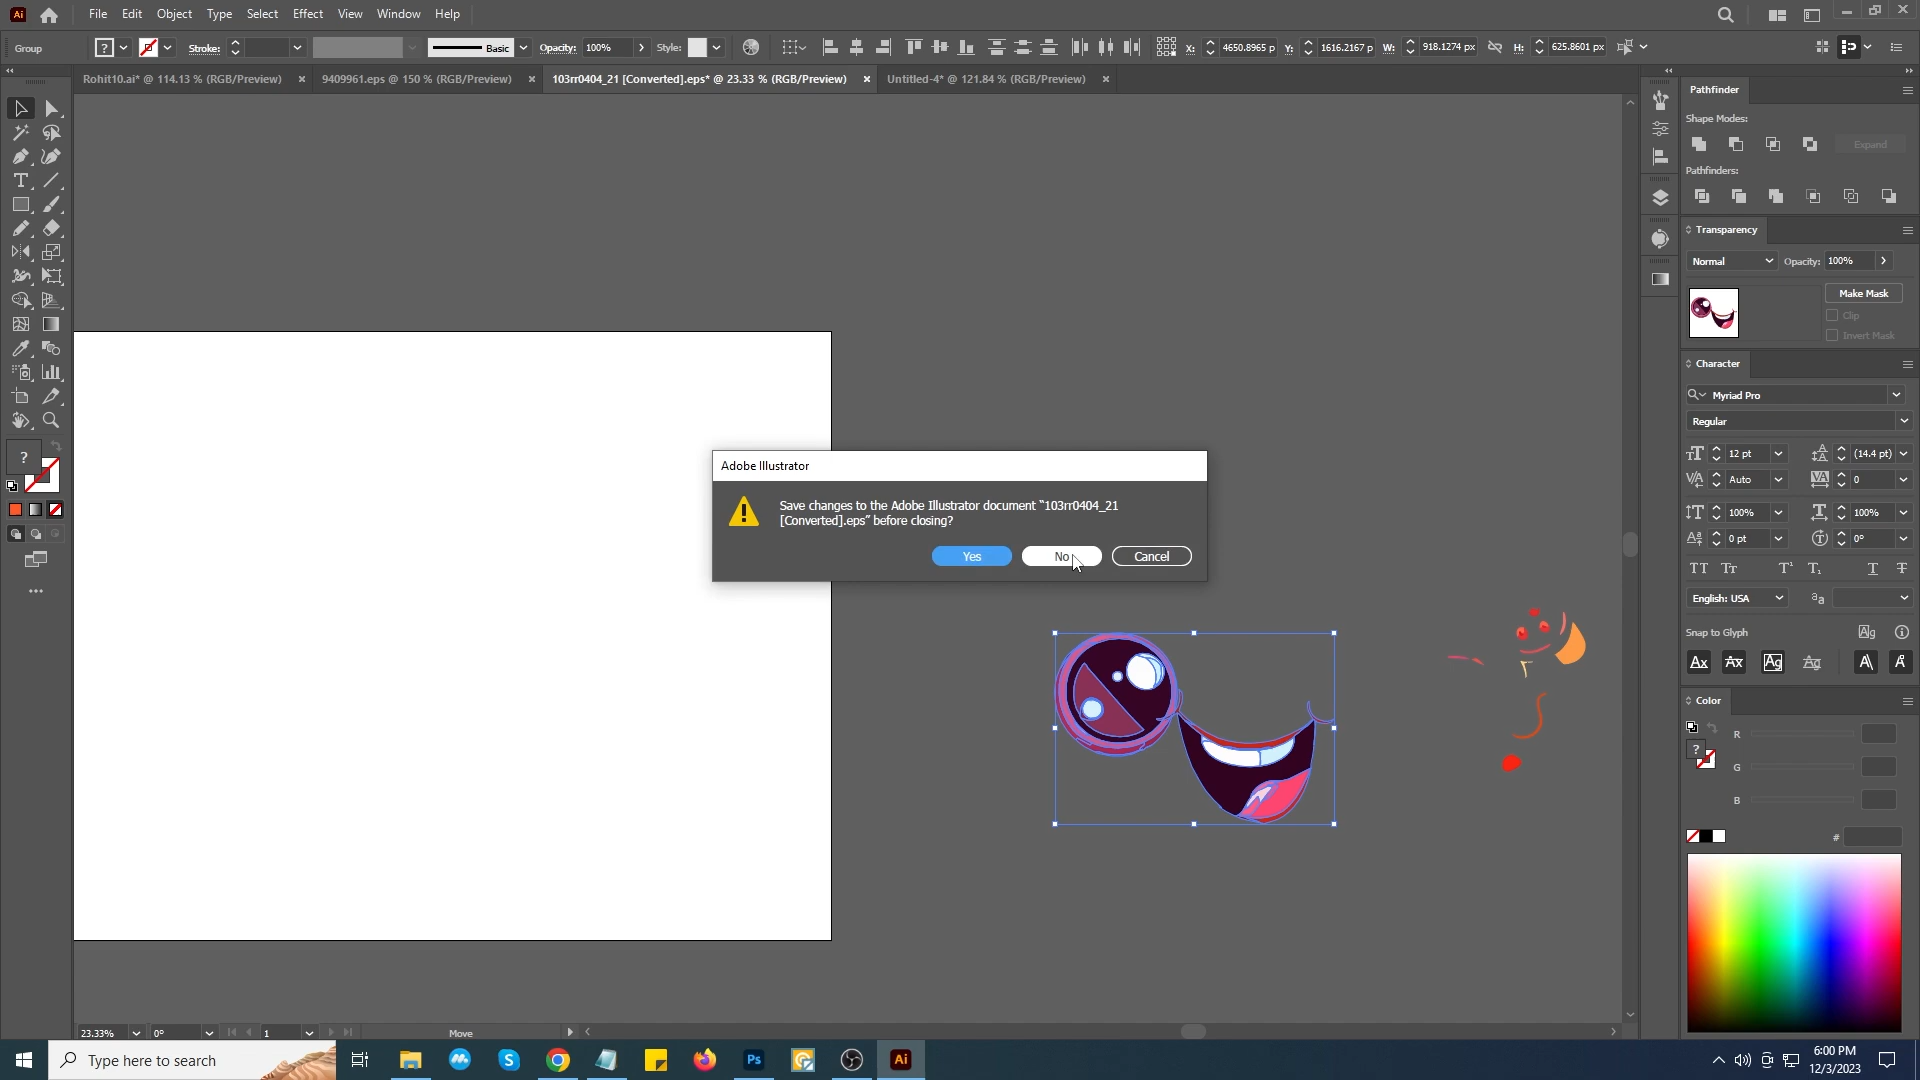 Ai File Edit Object Type Select Effect View Window Help
Group ? Stroke: Basic Opacity: 100% Style: X: 4650.8965 p Y: 1616.2167 p W: 918.1274 px H: 625.8601 px
Rohit10.ai* @ 114.13 % (RGB/Preview) × 9409961.eps @ 150 % (RGB/Preview) × 103rr0404_21 [Converted].eps* @ 23.33 % (RGB/Preview) × Untitled-4* @ 121.84 % (RGB/Preview) ×
Pathfinder
Shape Modes:
Expand
Pathfinders:
Transparency
Normal Opacity: 100%
Make Mask
Clip
Invert Mask
Character
Myriad Pro
Regular
12 pt (14.4 pt)
Auto 0
100% 100%
0 pt 0°
English: USA
Snap to Glyph
Color
?
R
G
B
#
?
Adobe Illustrator
Save changes to the Adobe Illustrator document “103rr0404_21
[Converted].eps” before closing?
Yes No Cancel
23.33% 0° 1 Move
Type here to search
Ps
Ai
6:00 PM
12/3/2023